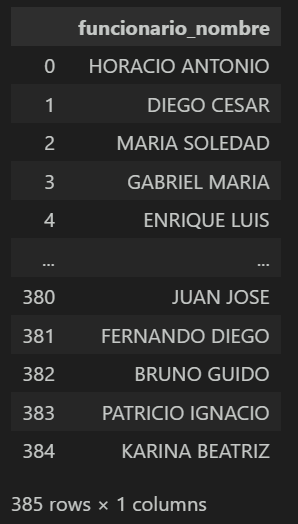 funcionario_nombre
0 HORACIO ANTONIO
1 DIEGO CESAR
2 MARIA SOLEDAD
3 GABRIEL MARIA
4 ENRIQUE LUIS
... ...
380 JUAN JOSE
381 FERNANDO DIEGO
382 BRUNO GUIDO
383 PATRICIO IGNACIO
384 KARINA BEATRIZ
385 rows × 1 columns